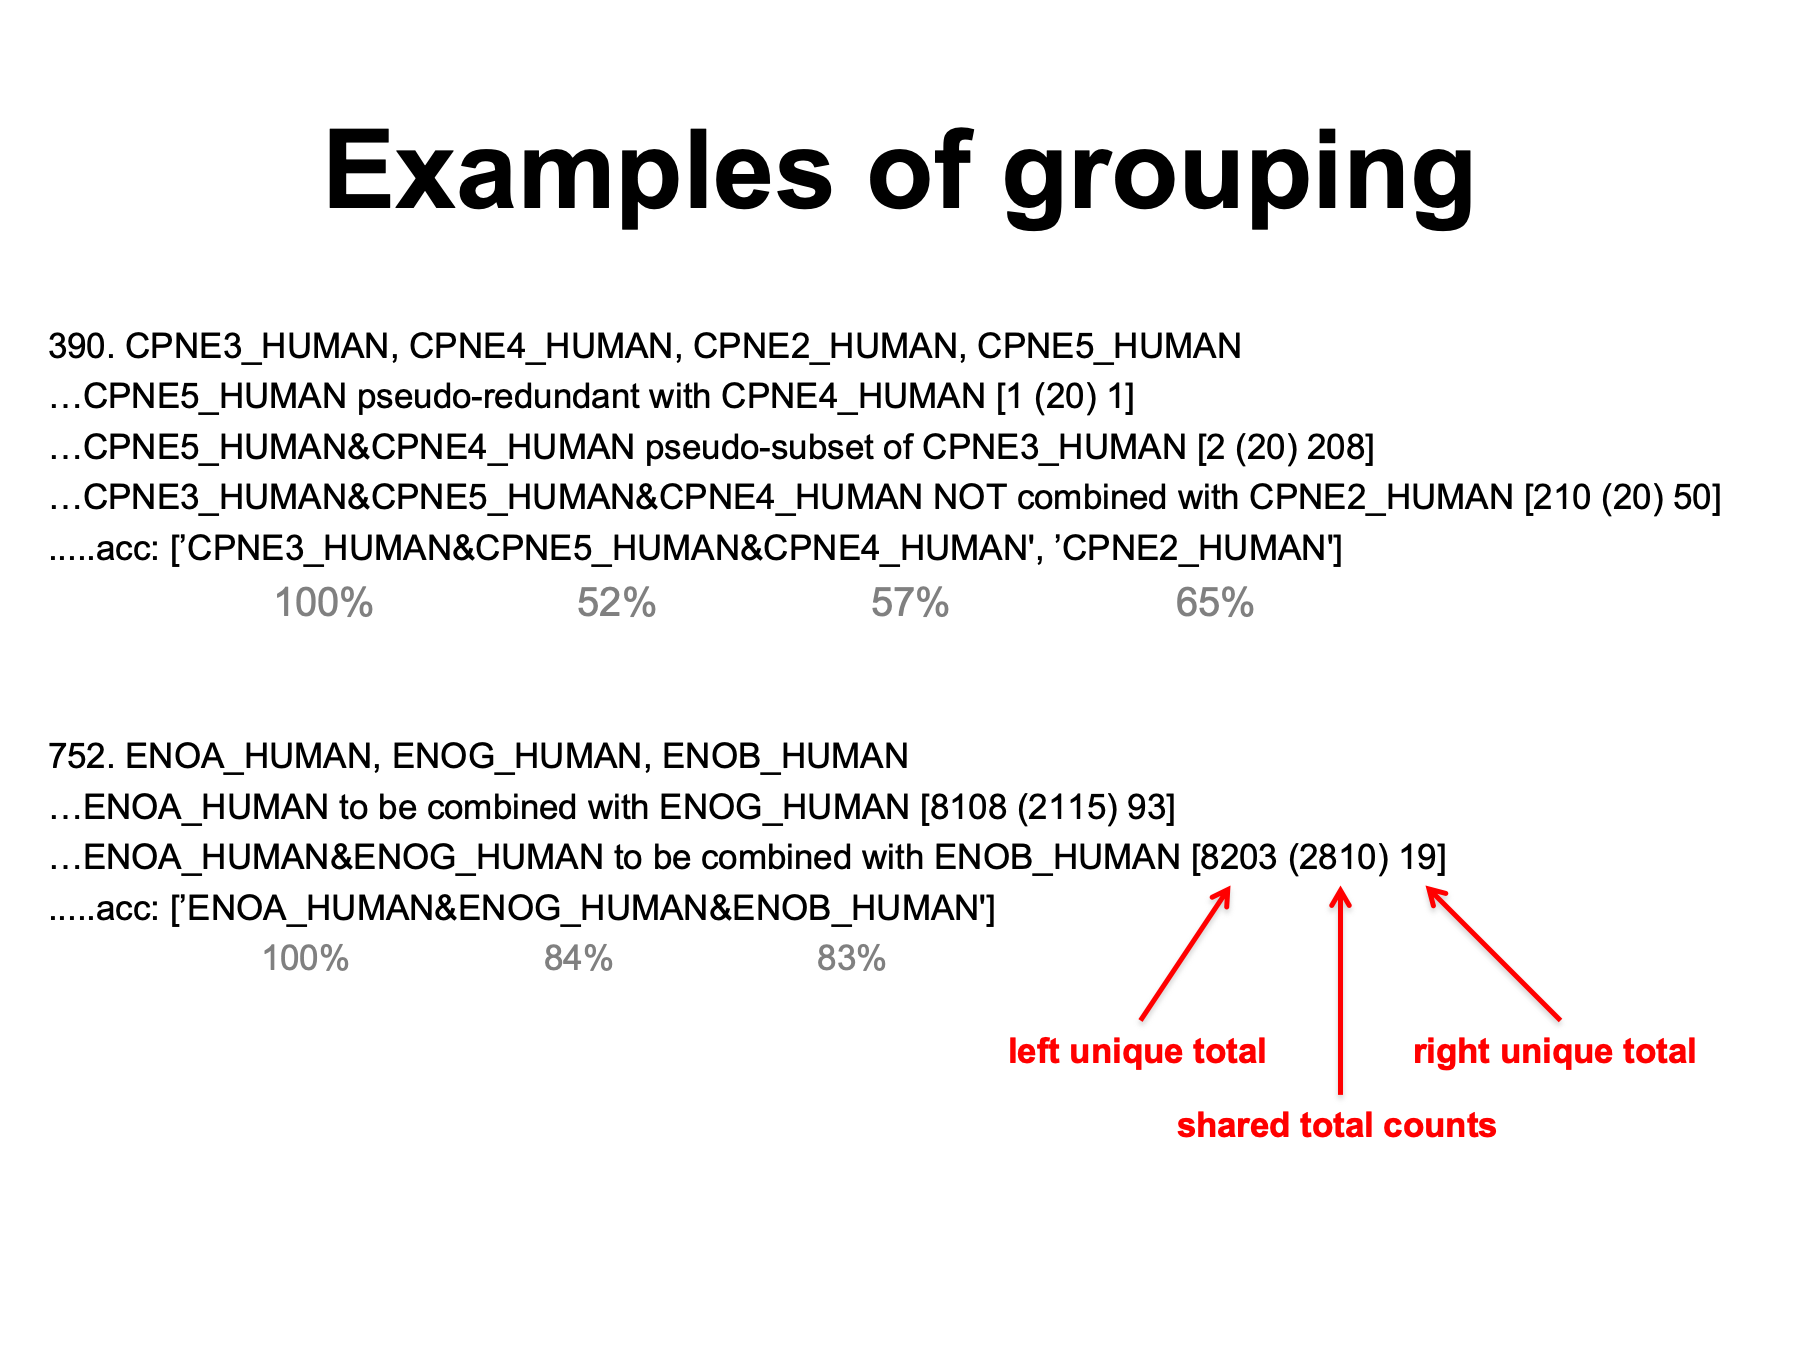 Examples of grouping
390. CPNE3_HUMAN, CPNE4_HUMAN, CPNE2_HUMAN, CPNE5_HUMAN
…CPNE5_HUMAN pseudo-redundant with CPNE4_HUMAN [1 (20) 1]
…CPNE5_HUMAN&CPNE4_HUMAN pseudo-subset of CPNE3_HUMAN [2 (20) 208]
…CPNE3_HUMAN&CPNE5_HUMAN&CPNE4_HUMAN NOT combined with CPNE2_HUMAN [210 (20) 50]
.....acc: [’CPNE3_HUMAN&CPNE5_HUMAN&CPNE4_HUMAN', ’CPNE2_HUMAN']
100% 52% 57% 65%
752. ENOA_HUMAN, ENOG_HUMAN, ENOB_HUMAN
…ENOA_HUMAN to be combined with ENOG_HUMAN [8108 (2115) 93]
…ENOA_HUMAN&ENOG_HUMAN to be combined with ENOB_HUMAN [8203 (2810) 19]
.....acc: [’ENOA_HUMAN&ENOG_HUMAN&ENOB_HUMAN']
100% 84% 83%
left unique total right unique total
shared total counts